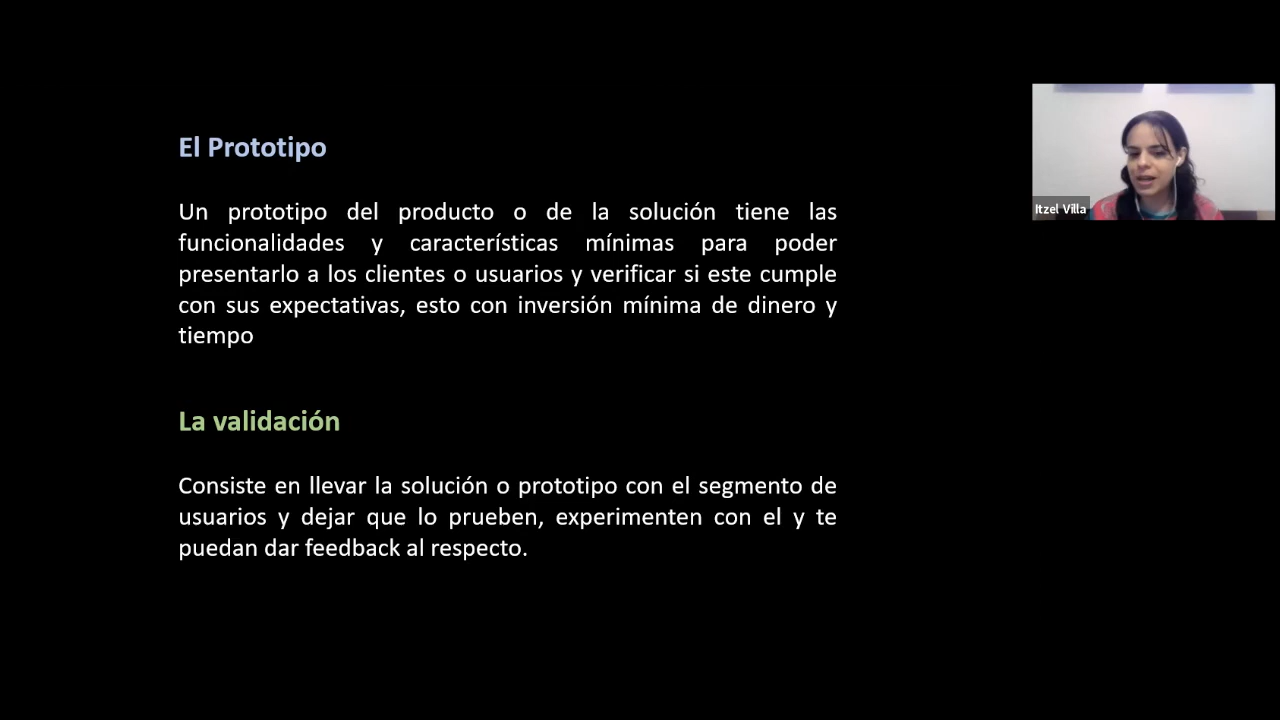 El Prototipo
Un prototipo del producto o de la solución tiene las
funcionalidades y características mínimas para poder
presentarlo a los clientes o usuarios y verificar si este cumple
con sus expectativas, esto con inversión mínima de dinero y
tiempo
La validación
Consiste en llevar la solución o prototipo con el segmento de
usuarios y dejar que lo prueben, experimenten con el y te
puedan dar feedback al respecto.
Itzel Villa